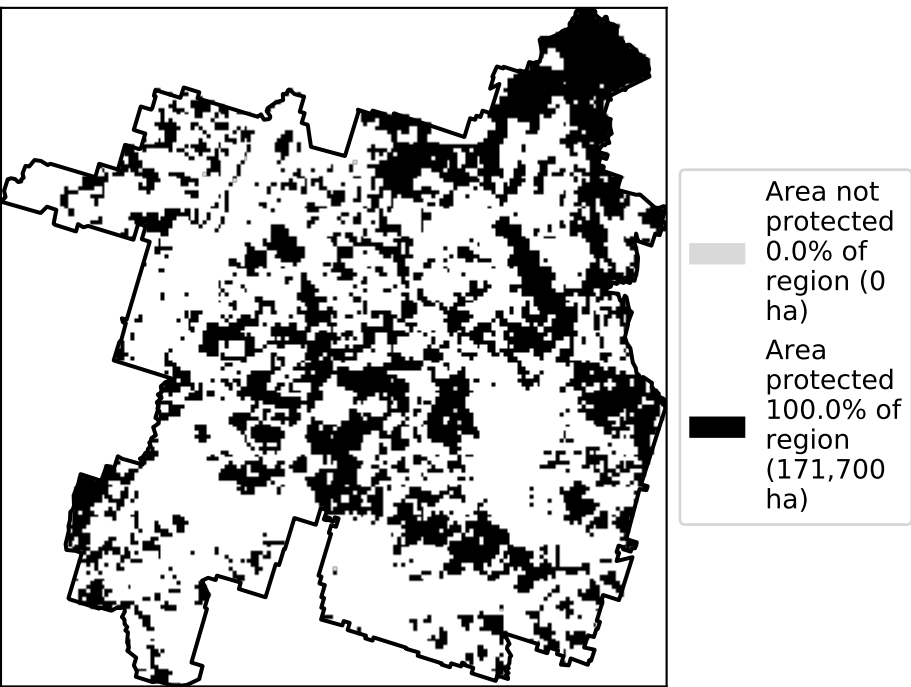 Area not
protected
0.0% of
region (0
ha)
Area
protected
100.0% of
region
(171,700
ha)